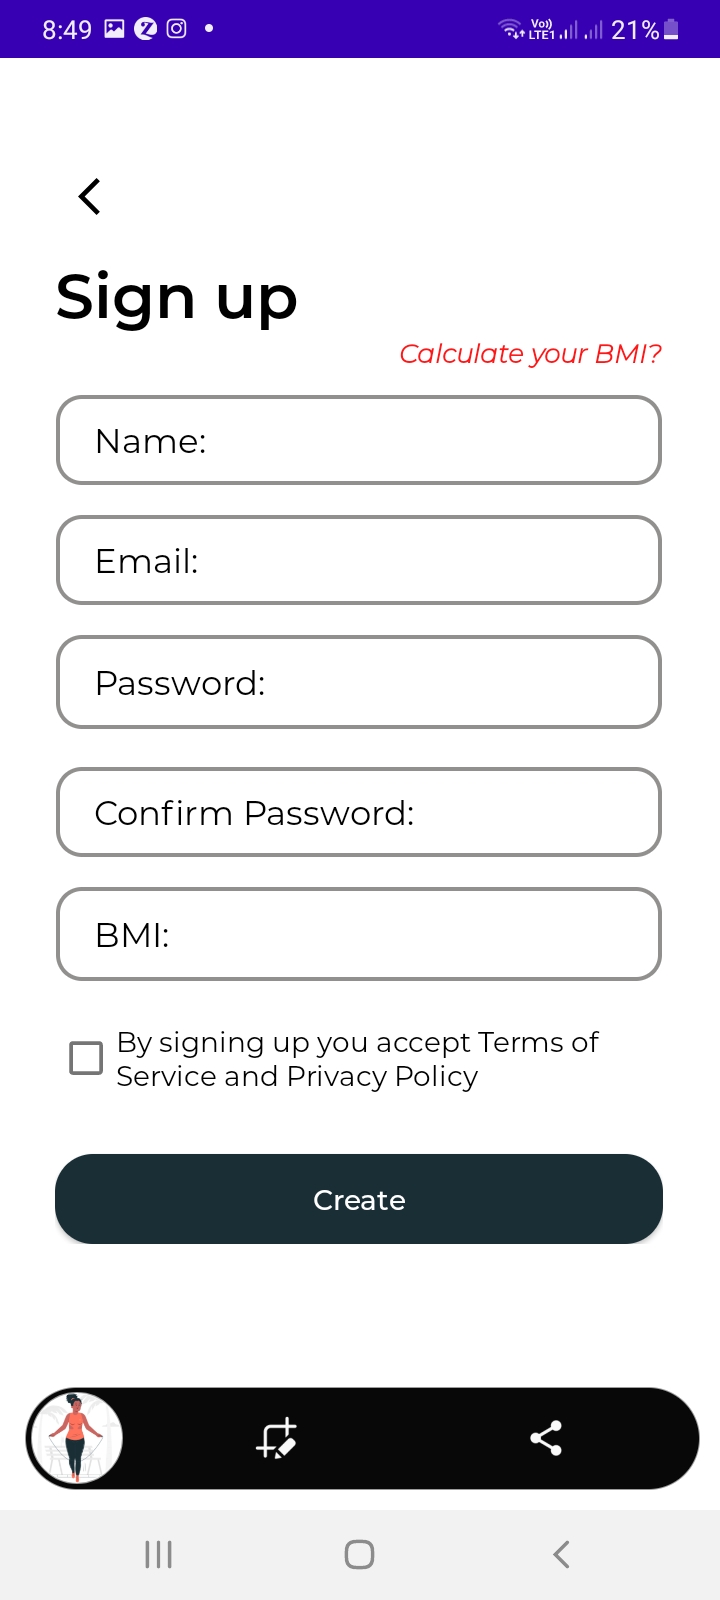 8:49 Vo)) LTE1 21%
Sign up
Calculate your BMI?
Name:
Email:
Password:
Confirm Password:
BMI:
By signing up you accept Terms of
Service and Privacy Policy
Create